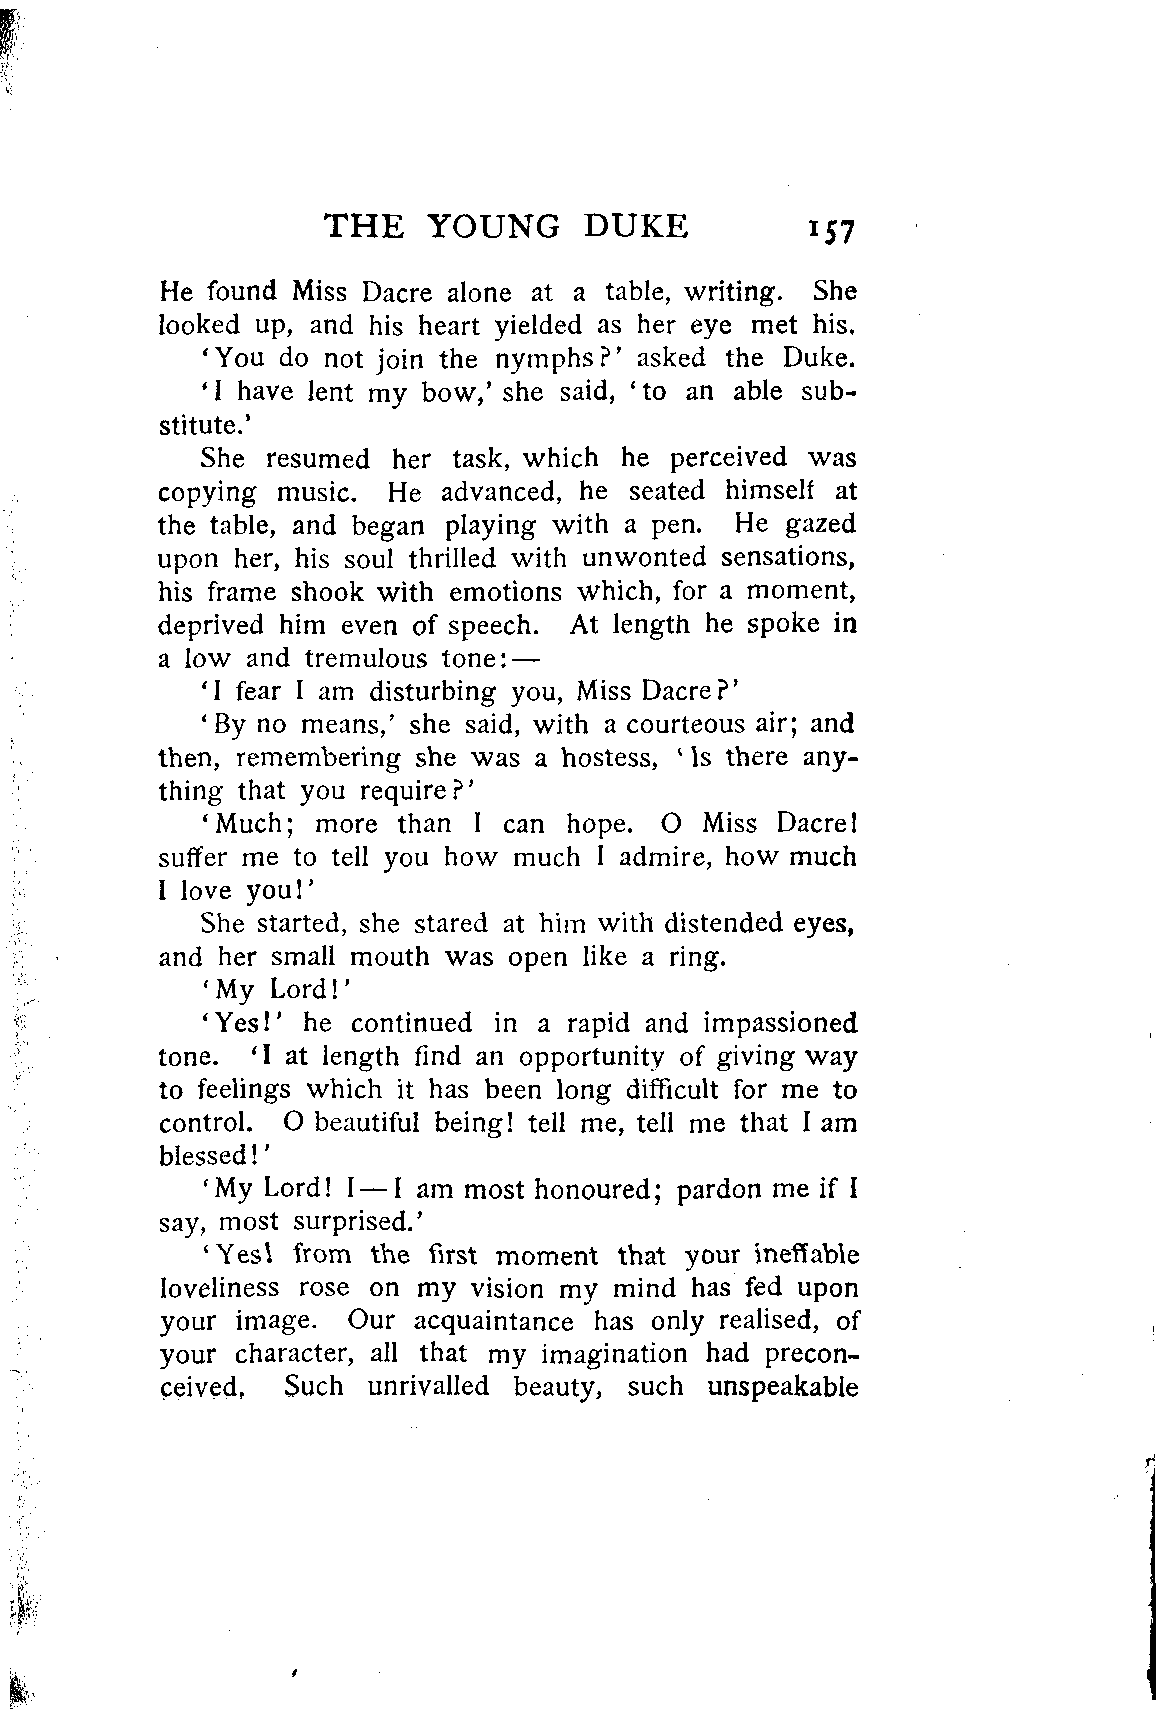 THE YOUNG DUKE 157
He found Miss Dacre alone at a table, writing. She
looked up, and his heart yielded as her eye met his.
'You do not join the nymphs?' asked the Duke.
'I have lent my bow,' she said, 'to an able sub-
stitute.'
She resumed her task, which he perceived was
copying music. He advanced, he seated himself at
the table, and began playing with a pen. He gazed
upon her, his soul thrilled with unwonted sensations,
his frame shook with emotions which, for a moment,
deprived him even of speech. At length he spoke in
a low and tremulous tone:—
'I fear I am disturbing you, Miss Dacre?'
'By no means,' she said, with a courteous air; and
then, remembering she was a hostess, 'Is there any-
thing that you require?'
'Much; more than I can hope. O Miss Dacre!
suffer me to tell you how much I admire, how much
I love you!'
She started, she stared at him with distended eyes,
and her small mouth was open like a ring.
'My Lord!'
'Yes!' he continued in a rapid and impassioned
tone. 'I at length find an opportunity of giving way
to feelings which it has been long difficult for me to
control. O beautiful being! tell me, tell me that I am
blessed!'
'My Lord! I—I am most honoured; pardon me if I
say, most surprised.'
'Yes! from the first moment that your ineffable
loveliness rose on my vision my mind has fed upon
your image. Our acquaintance has only realised, of
your character, all that my imagination had precon-
ceived. Such unrivalled beauty, such unspeakable